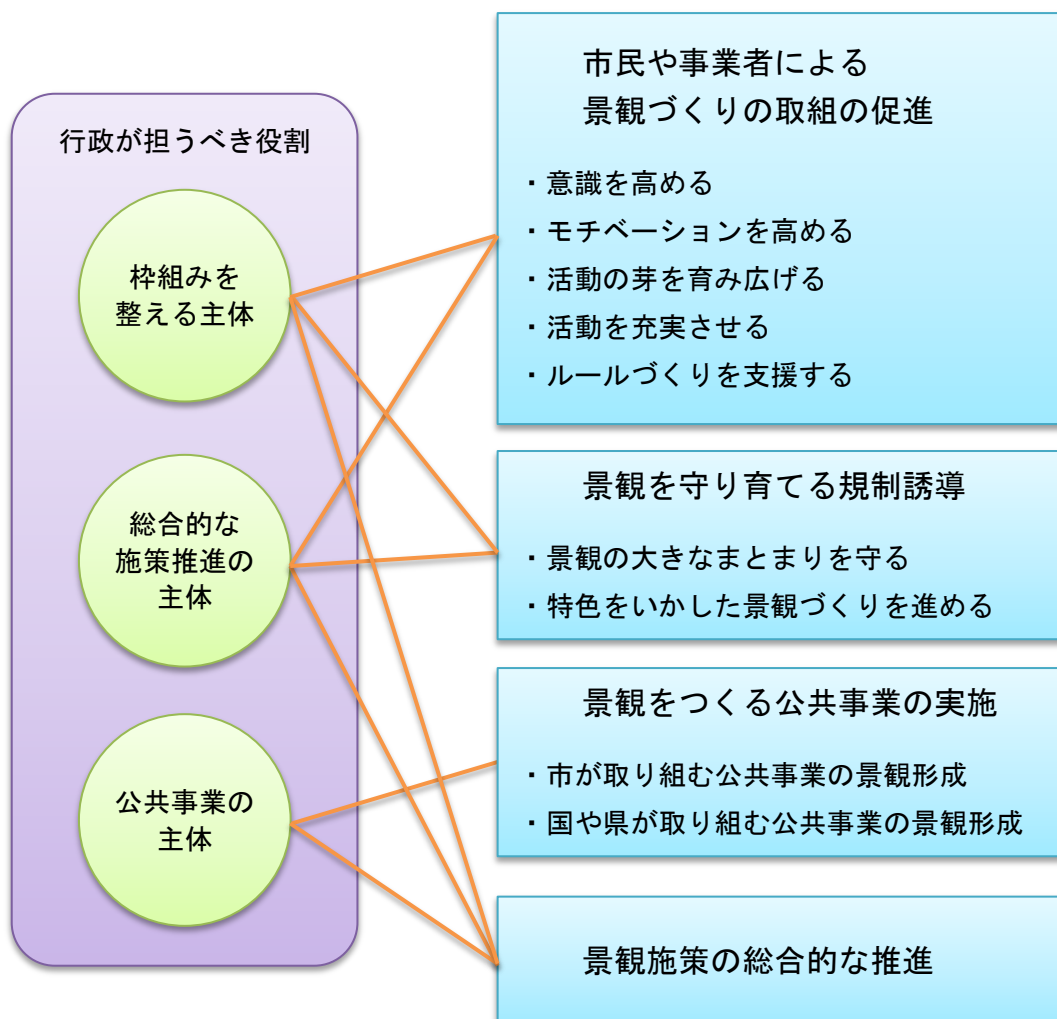 行政が担うべき役割
枠組みを
整える主体
総合的な
施策推進の
主体
公共事業の
主体
市民や事業者による
景観づくりの取組の促進
・意識を高める
・モチベーションを高める
・活動の芽を育み広げる
・活動を充実させる
・ルールづくりを支援する
景観を守り育てる規制誘導
・景観の大きなまとまりを守る
・特色をいかした景観づくりを進める
景観をつくる公共事業の実施
・市が取り組む公共事業の景観形成
・国や県が取り組む公共事業の景観形成
景観施策の総合的な推進